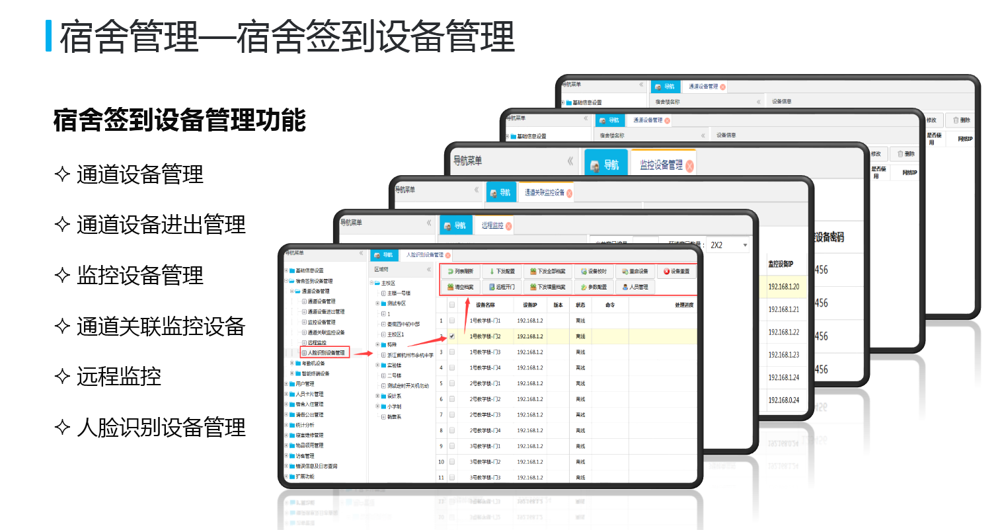 宿舍管理—宿舍签到设备管理
宿舍签到设备管理功能
✧ 通道设备管理
✧ 通道设备进出管理
✧ 监控设备管理
✧ 通道关联监控设备
✧ 远程监控
✧ 人脸识别设备管理
导航菜单 导航 通道设备管理
基础信息设置 宿舍楼名称 设备信息
修改 删除
是否使用 网络IP
导航菜单 导航 通道设备管理
基础信息设置 宿舍楼名称 设备信息
修改 删除
是否使用 网络IP
导航菜单 导航 监控设备管理
设备密码
456
456
456
456
导航菜单 导航 通道关联监控设备
监控设备IP
192.168.1.20
192.168.1.21
192.168.1.22
192.168.1.23
192.168.1.24
192.168.0.24
导航菜单 导航 远程监控
2X2
导航菜单 导航 人脸识别设备管理
基础信息设置
宿舍签到设备管理
通道设备管理
通道设备管理
通道设备进出管理
监控设备管理
通道关联监控设备
远程监控
人脸识别设备管理
考勤机设备
智能终端设备
用户管理
人员卡片管理
宿舍入住管理
请假公出管理
统计分析
寝室维修管理
物品领用管理
访客管理
错误信息及日志查询
扩展功能
区域树
主校区
主楼一号楼
测试专区
1
娄底四中初中部
主校区1
特殊
浙江省杭州市余杭中学
实验楼
二号楼
测试定时开关机勿动
设计系
小学制
销售系
列表刷新 下发配置 下发全部档案 设备校时 重启设备 设备重置
清空档案 远程开门 下发增量档案 参数配置 人员管理
设备名称 设备IP 版本 状态 命令 处理进度
1 1号教学楼-门1 192.168.1.2 离线
2 1号教学楼-门2 192.168.1.2 离线
3 1号教学楼-门3 192.168.1.2 离线
4 1号教学楼-门4 192.168.1.2 离线
5 2号教学楼-门1 192.168.1.2 离线
6 2号教学楼-门2 192.168.1.2 离线
7 2号教学楼-门3 192.168.1.2 离线
8 2号教学楼-门4 192.168.1.2 离线
9 3号教学楼-门1 192.168.1.2 离线
10 3号教学楼-门2 192.168.1.2 离线
11 3号教学楼-门3 192.168.1.2 离线